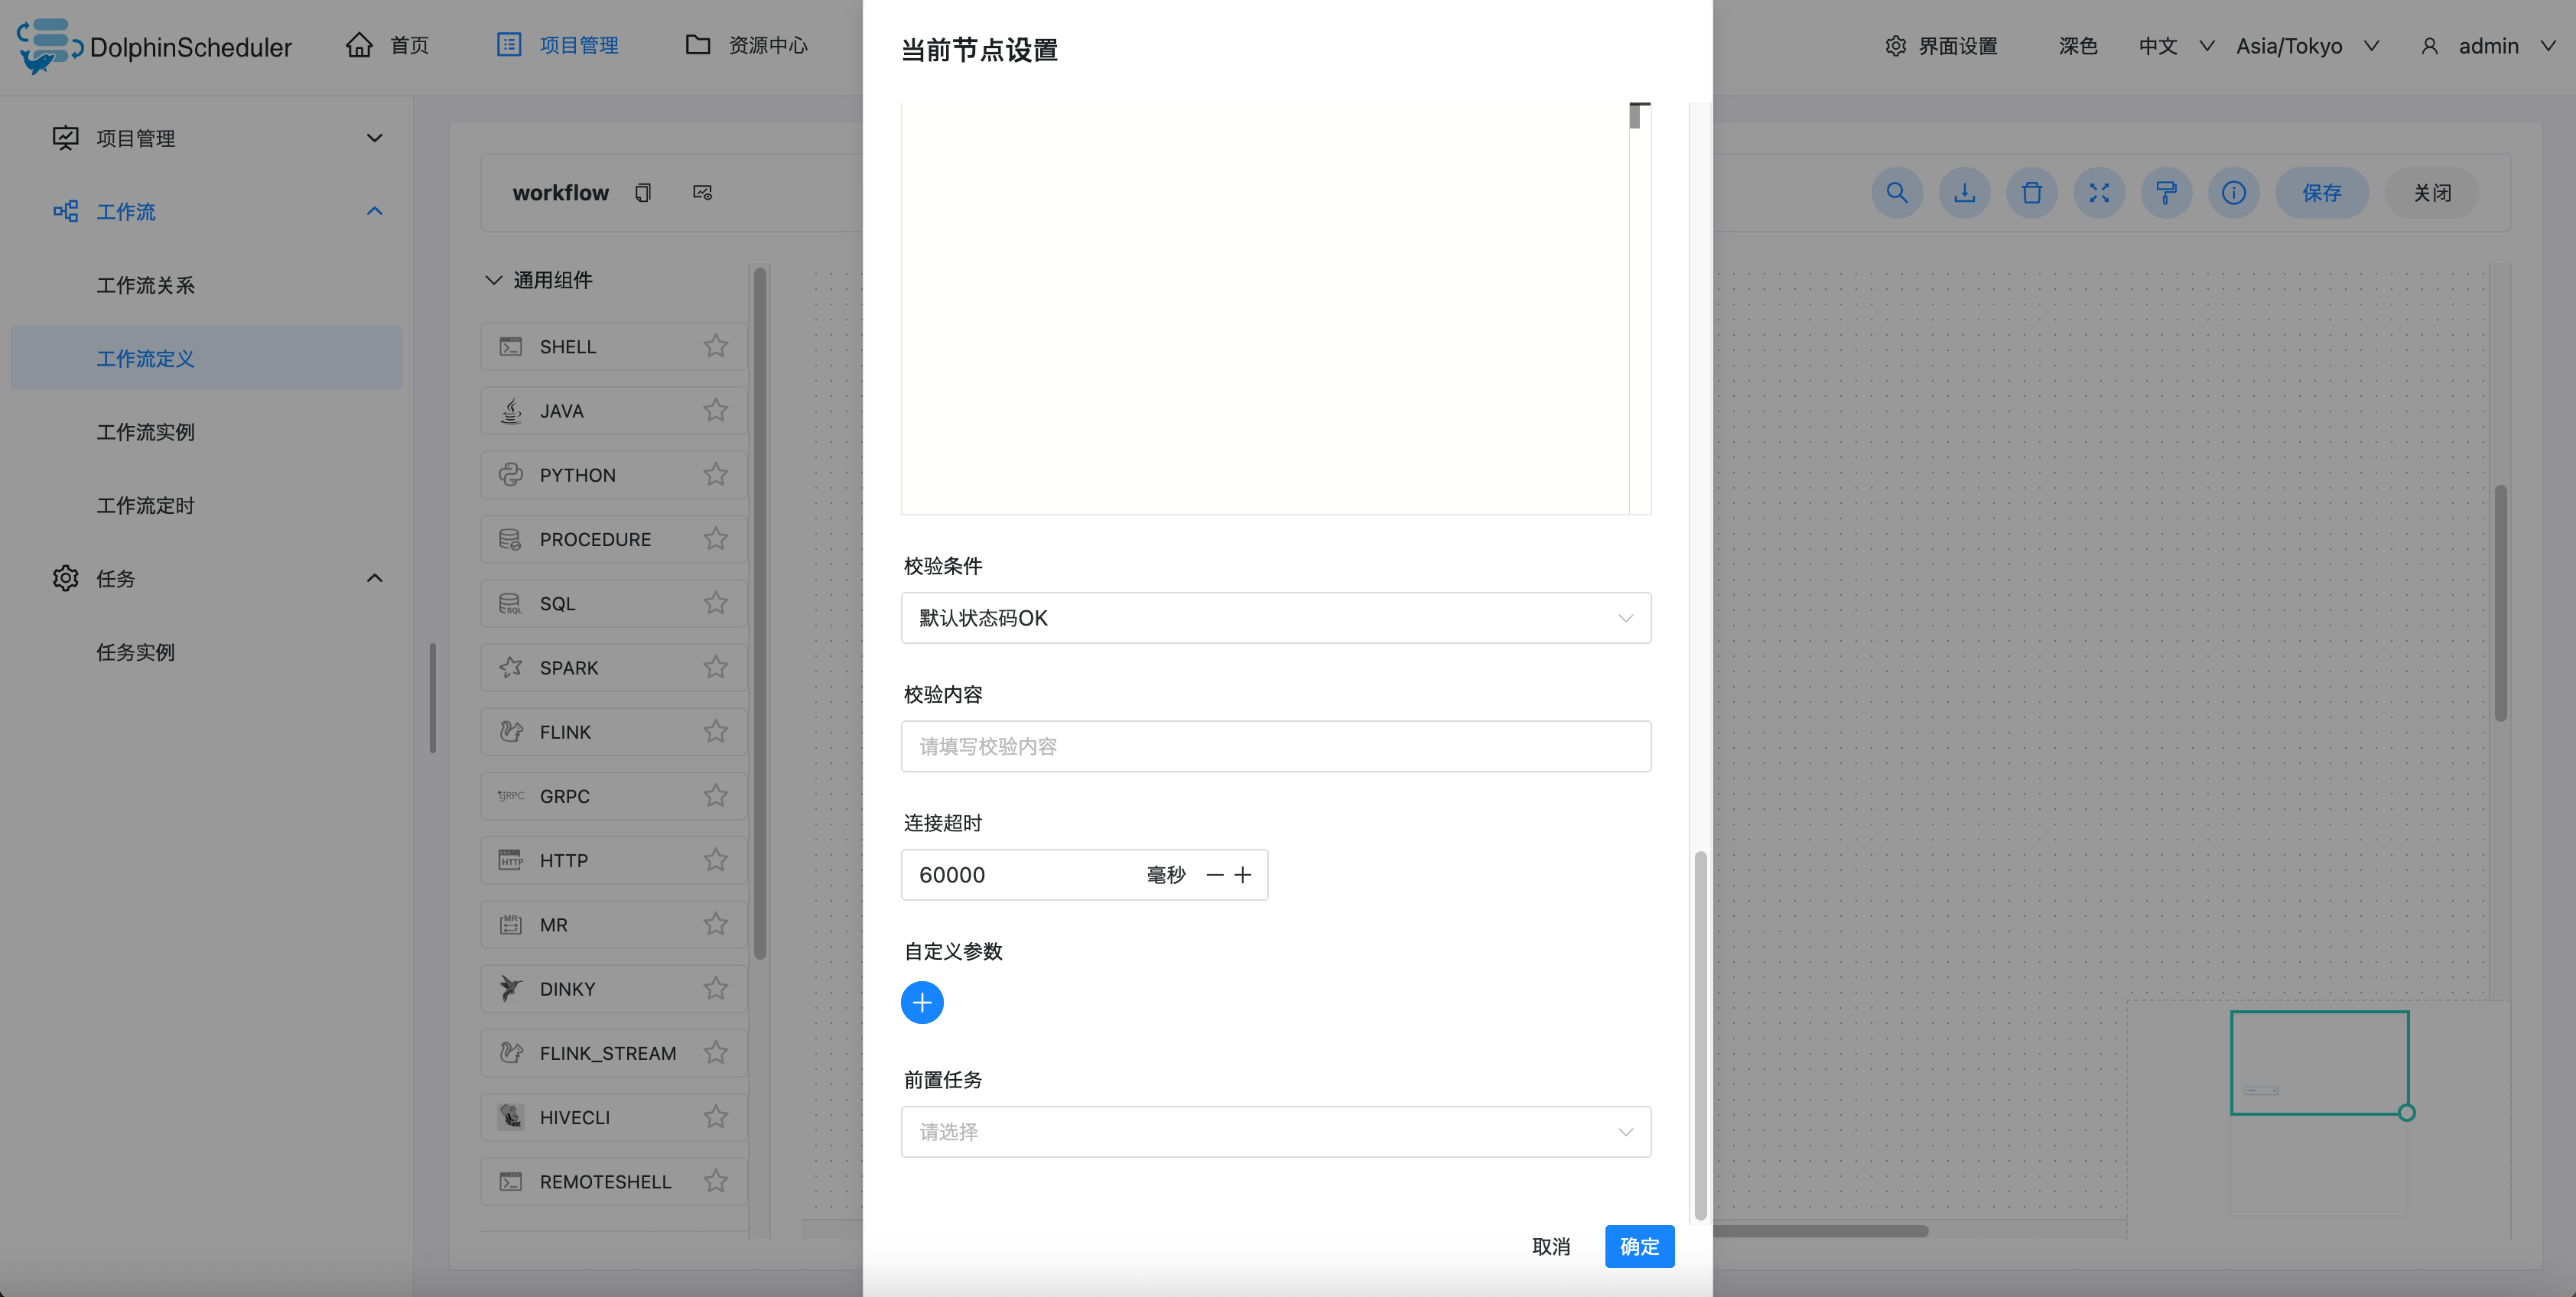 DolphinScheduler
首页
项目管理
资源中心
界面设置
深色
中文
Asia/Tokyo
admin
项目管理
工作流
工作流关系
工作流定义
工作流实例
工作流定时
任务
任务实例
workflow
保存
关闭
通用组件
SHELL
JAVA
PYTHON
PROCEDURE
SQL
SPARK
FLINK
GRPC
HTTP
MR
DINKY
FLINK_STREAM
HIVECLI
REMOTESHELL
当前节点设置
校验条件
默认状态码OK
校验内容
请填写校验内容
连接超时
60000 毫秒
自定义参数
前置任务
请选择
取消
确定